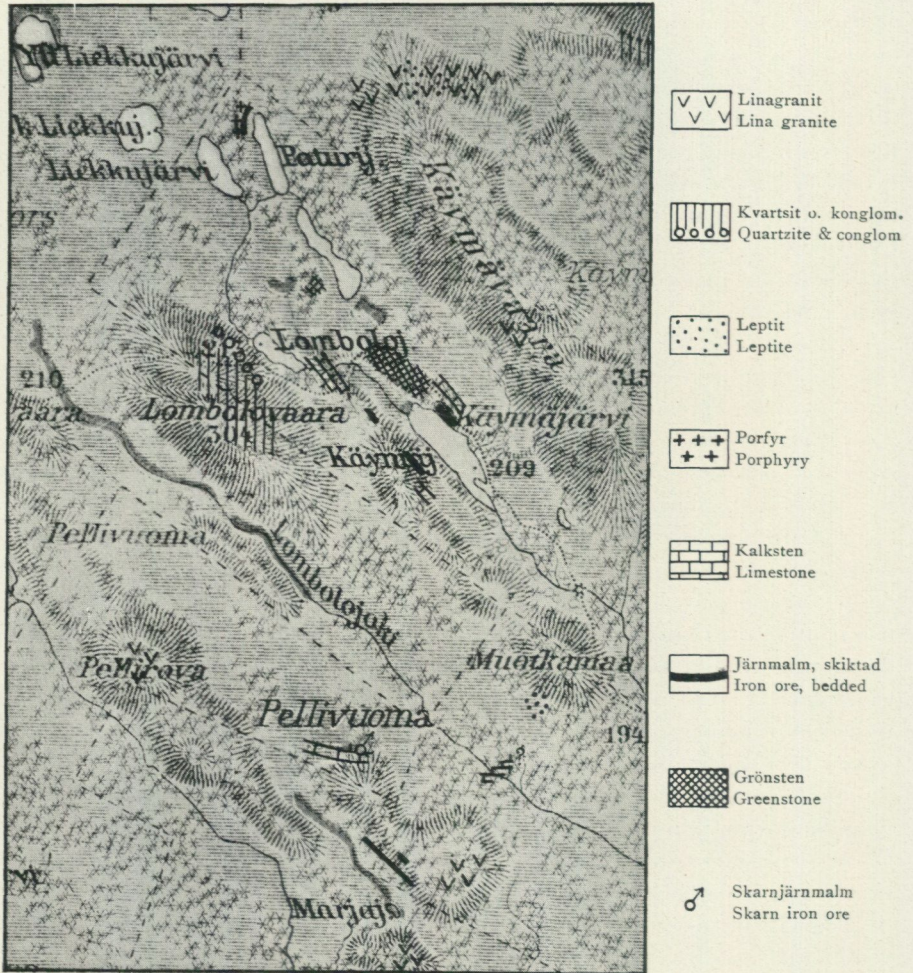 Liekkujärvi
Liekkuj.
Liekkujärvi
Paturij.
Käymävaara
Lomboloj
315
210
Lombolovaara
304
Käymäjärvi
Käymäj
209
Pellivuoma
Lombolojoki
Pellirova
Muotkamaa
Pellivuoma
194
Linagranit
Lina granite
Kvartsit o. konglom.
Quartzite & conglom
Leptit
Leptite
Porfyr
Porphyry
Kalksten
Limestone
Järnmalm, skiktad
Iron ore, bedded
Grönsten
Greenstone
Skarnjärnmalm
Skarn iron ore